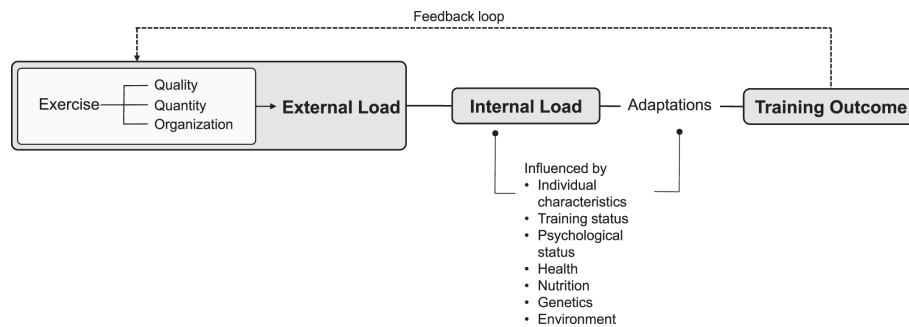 Feedback loop
Exercise
Quality
Quantity
Organization
External Load
Internal Load
Adaptations
Training Outcome
Influenced by
• Individual
characteristics
• Training status
• Psychological
status
• Health
• Nutrition
• Genetics
• Environment